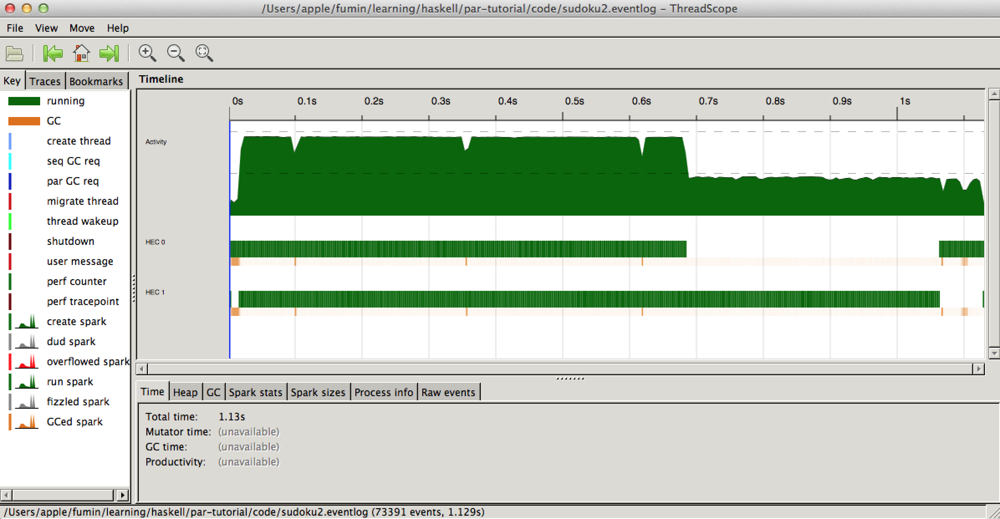 /Users/apple/fumin/learning/haskell/par-tutorial/code/sudoku2.eventlog – ThreadScope
File View Move Help
Key Traces Bookmarks
running
GC
create thread
seq GC req
par GC req
migrate thread
thread wakeup
shutdown
user message
perf counter
perf tracepoint
create spark
dud spark
overflowed spark
run spark
fizzled spark
GCed spark
Timeline
0s 0.1s 0.2s 0.3s 0.4s 0.5s 0.6s 0.7s 0.8s 0.9s 1s
Activity
HEC 0
HEC 1
Time Heap GC Spark stats Spark sizes Process info Raw events
Total time: 1.13s
Mutator time: (unavailable)
GC time: (unavailable)
Productivity: (unavailable)
/Users/apple/fumin/learning/haskell/par-tutorial/code/sudoku2.eventlog (73391 events, 1.129s)